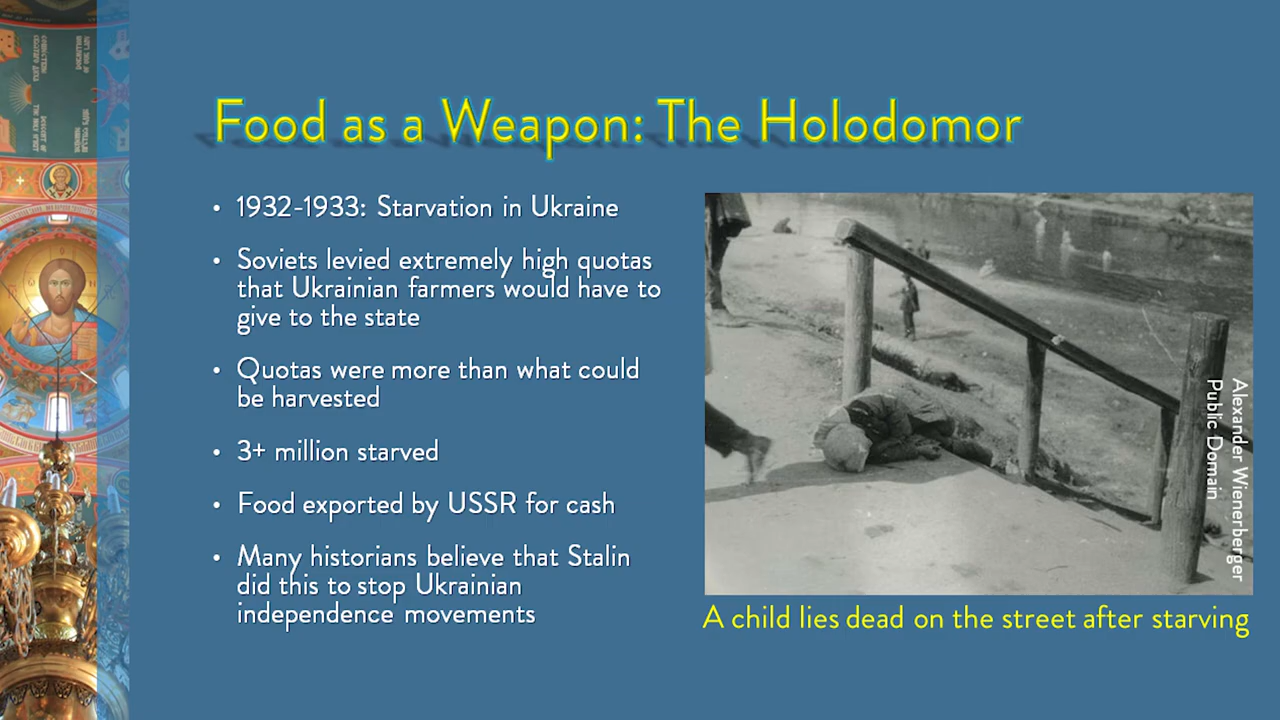 Food as a Weapon: The Holodomor
• 1932-1933: Starvation in Ukraine
• Soviets levied extremely high quotas
that Ukrainian farmers would have to
give to the state
• Quotas were more than what could
be harvested
• 3+ million starved
• Food exported by USSR for cash
• Many historians believe that Stalin
did this to stop Ukrainian
independence movements
Alexander Wienerberger
Public Domain
A child lies dead on the street after starving